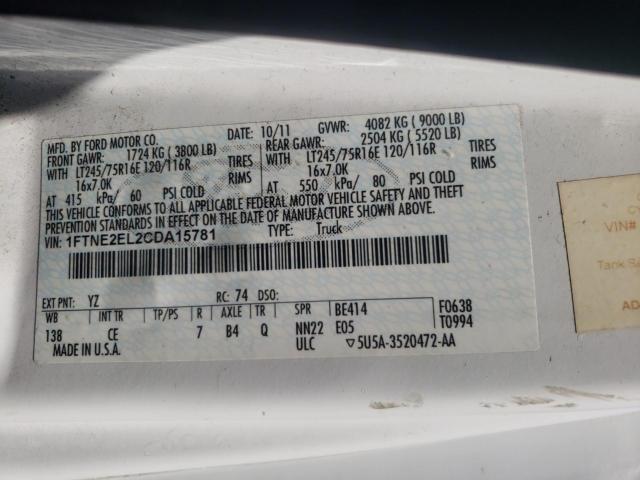 MFD. BY FORD MOTOR CO.
DATE: 10/11 GVWR: 4082 KG ( 9000 LB)
FRONT GAWR: 1724 KG ( 3800 LB) REAR GAWR: 2504 KG ( 5520 LB)
WITH LT245/75R16E 120/116R TIRES WITH LT245/75R16E 120/116R TIRES
16x7.0K RIMS 16x7.0K RIMS
AT 415 kPa/ 60 PSI COLD AT 550 kPa/ 80 PSI COLD
THIS VEHICLE CONFORMS TO ALL APPLICABLE FEDERAL MOTOR VEHICLE SAFETY AND THEFT
PREVENTION STANDARDS IN EFFECT ON THE DATE OF MANUFACTURE SHOWN ABOVE.
VIN: 1FTNE2EL2CDA15781 TYPE: Truck
EXT PNT: YZ RC: 74 DSO:
WB INT TR TP/PS R AXLE TR SPR BE414 F0638
138 CE 7 B4 Q NN22 E05 T0994
MADE IN U.S.A. ULC ▽5U5A-3520472-AA
VIN#
Tank
AD